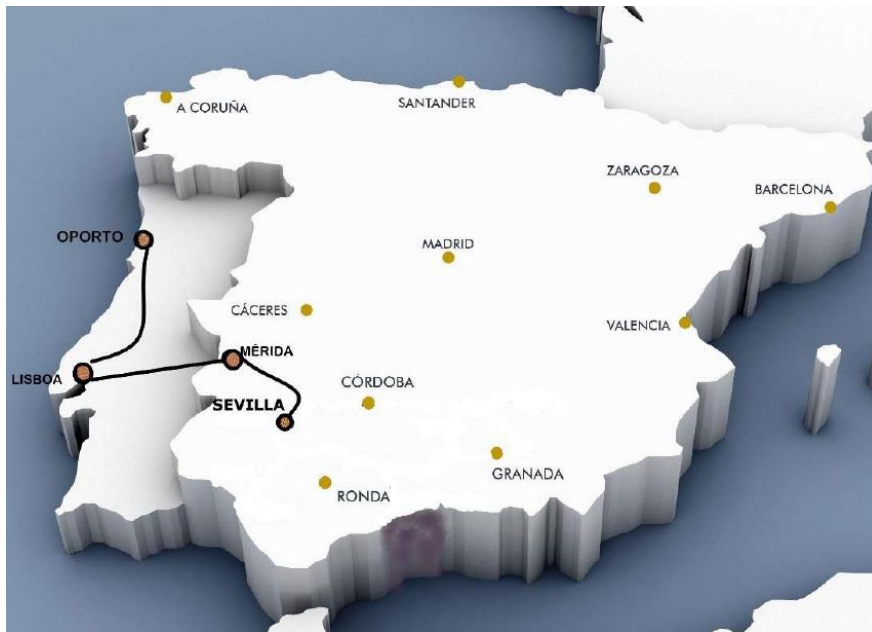 A CORUÑA
SANTANDER
ZARAGOZA
BARCELONA
OPORTO
MADRID
CÁCERES
VALENCIA
MÉRIDA
LISBOA
CÓRDOBA
SEVILLA
GRANADA
RONDA